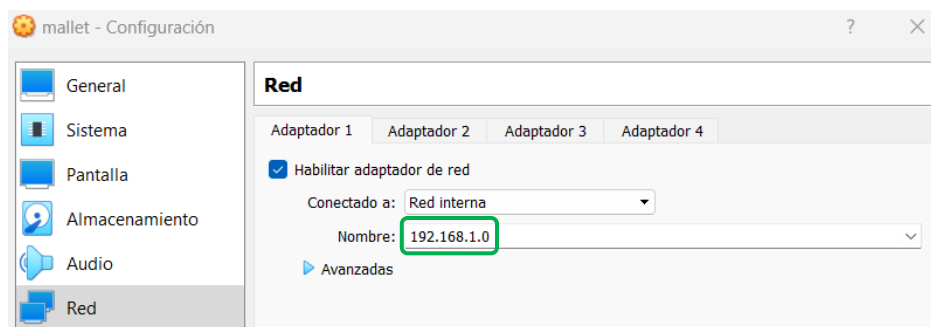 mallet - Configuración
?
General
Sistema
Pantalla
Almacenamiento
Audio
Red
Red
Adaptador 1
Adaptador 2
Adaptador 3
Adaptador 4
Habilitar adaptador de red
Conectado a: Red interna
Nombre: 192.168.1.0
Avanzadas